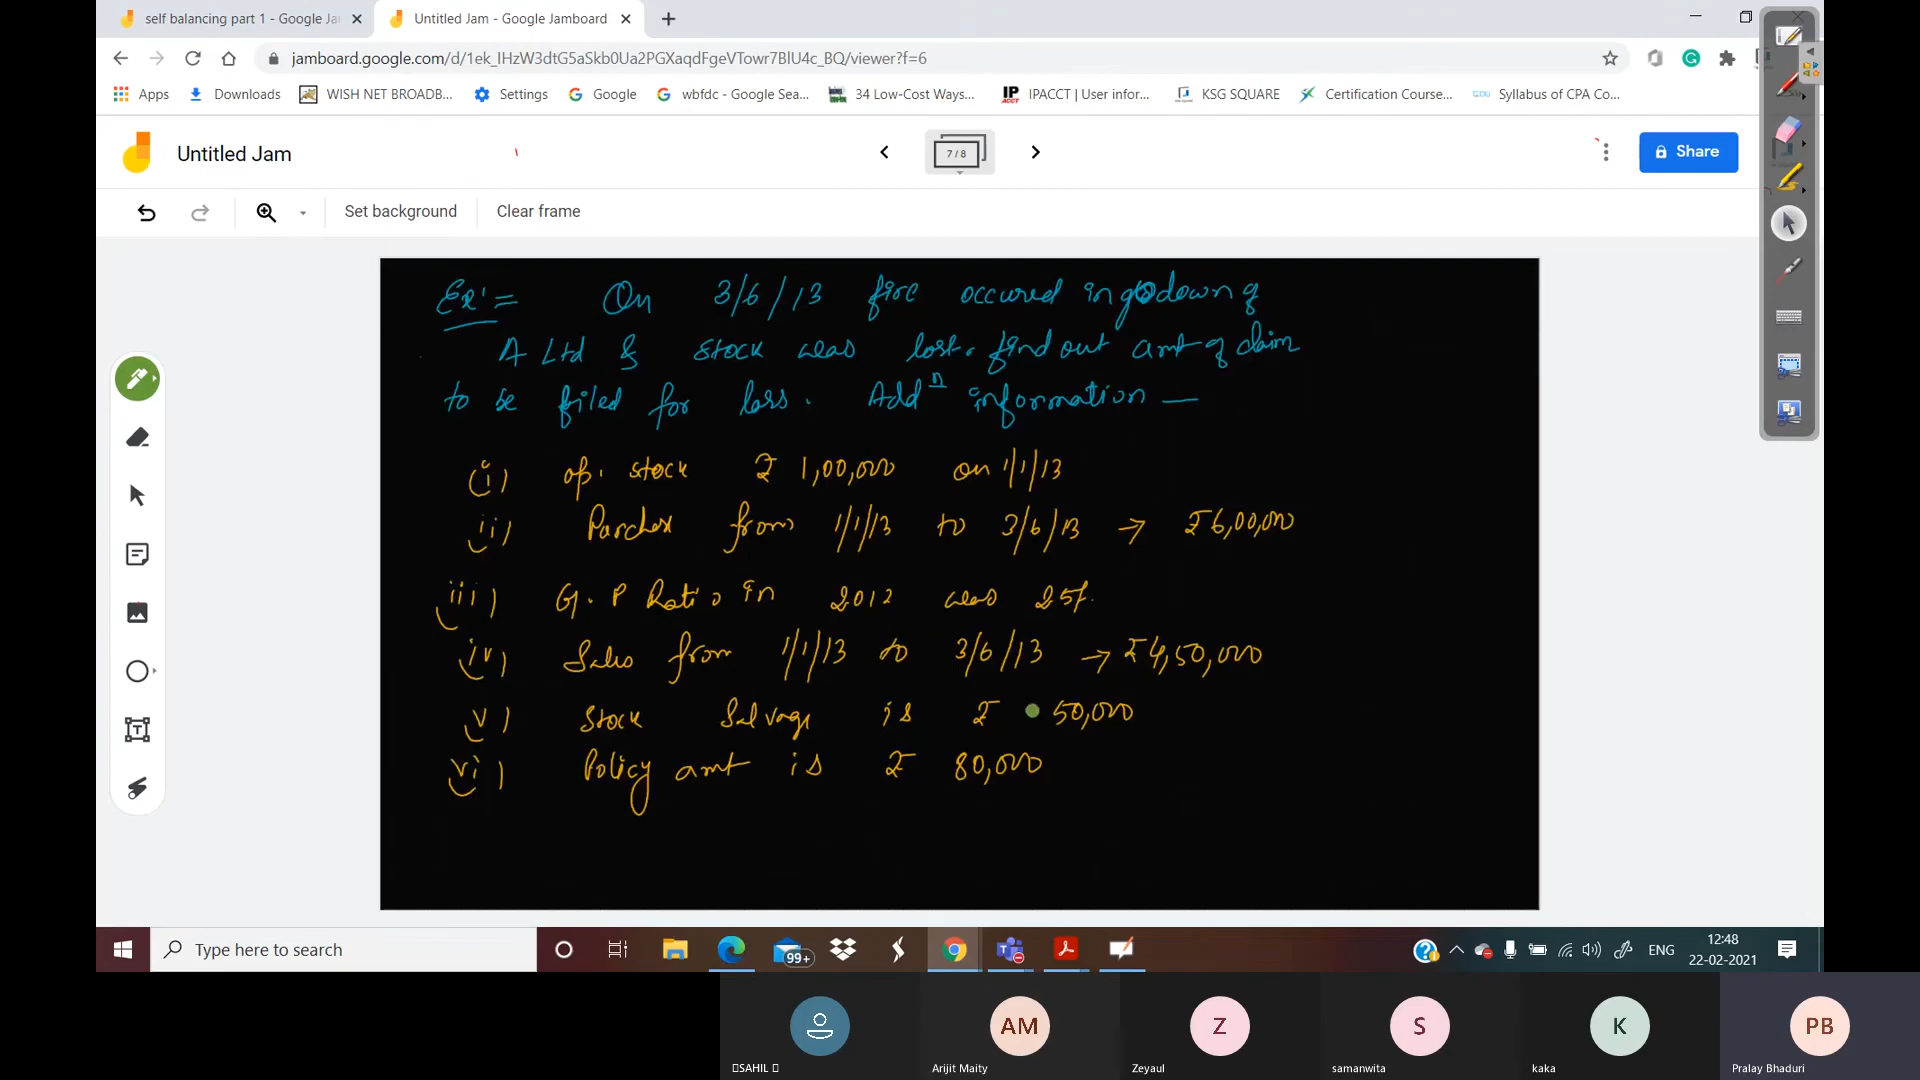 self balancing part 1 - Google Ja
Untitled Jam - Google Jamboard
jamboard.google.com/d/1ek_IHzW3dtG5aSkb0Ua2PGXaqdFgeVTowr7BlU4c_BQ/viewer?f=6
Apps
Downloads
WISH NET BROADB...
Settings
Google
wbfdc - Google Sea...
34 Low-Cost Ways...
IPACCT | User infor...
KSG SQUARE
Certification Course...
Syllabus of CPA Co...
Untitled Jam
7 / 8
Share
Set background
Clear frame
Ex: = On 3/6/13 fire occured in godown of
A Ltd & stock was lost. find out amt of claim
to be filed for loss. Addn information —
(i) op. stock ₹ 1,00,000 on 1/1/13
ii) Purchase from 1/1/13 to 3/6/13 → ₹6,00,000
iii) G.P Ratio in 2012 was 25%.
iv) Sales from 1/1/13 to 3/6/13 → ₹4,50,000
v) Stock Salvage is ₹ 50,000
vi) Policy amt is ₹ 80,000
Type here to search
99+
ENG
12:48
22-02-2021
AM
Z
S
K
PB
SAHIL
Arijit Maity
Zeyaul
samanwita
kaka
Pralay Bhaduri